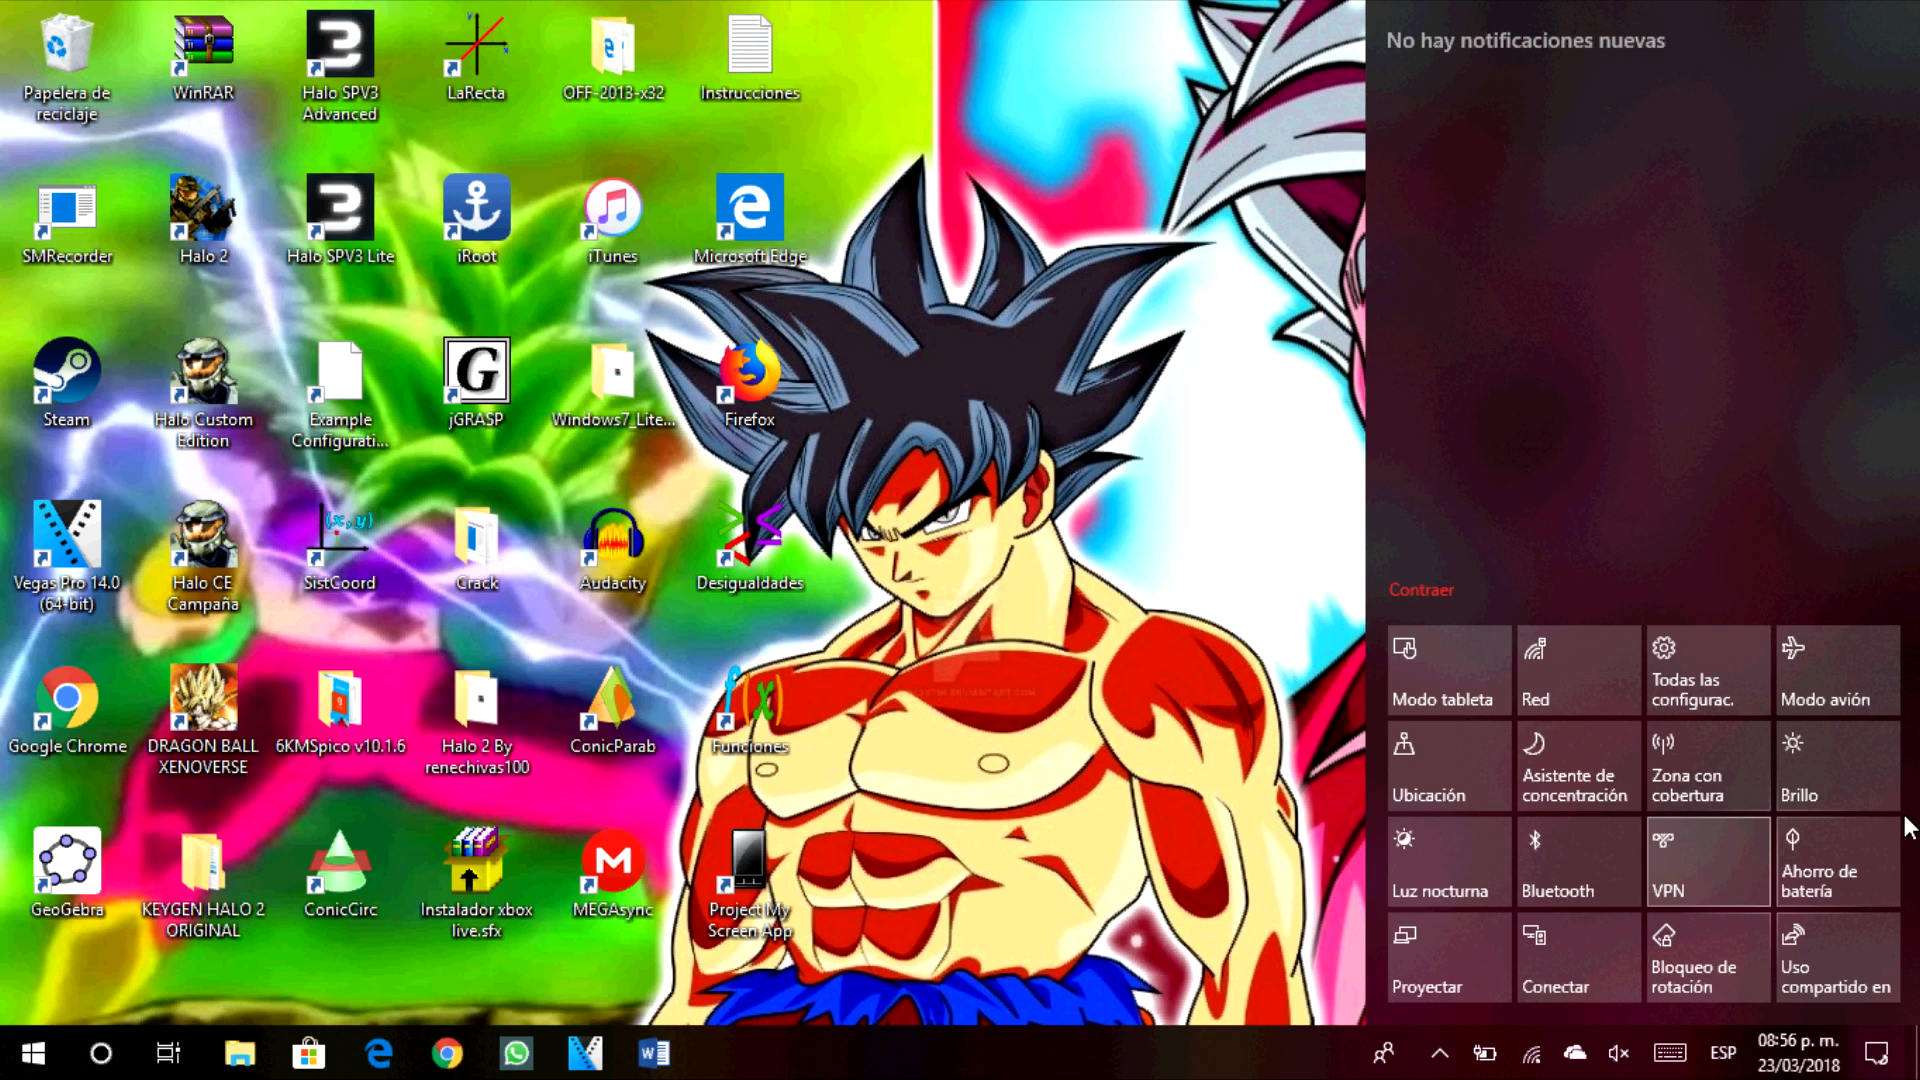 Papelera de
reciclaje
WinRAR
Halo SPV3
Advanced
LaRecta
OFF-2013-x32
Instrucciones
SMRecorder
Halo 2
Halo SPV3 Lite
iRoot
iTunes
Microsoft Edge
Steam
Halo Custom
Edition
Example
Configurati...
G
jGRASP
Windows7_Lite...
Firefox
Vegas Pro 14.0
(64-bit)
Halo CE
Campaña
(x,y)
SistCoord
Crack
Audacity
Desigualdades
Google Chrome
DRAGON BALL
XENOVERSE
6KMSpico v10.1.6
Halo 2 By
renechivas100
ConicParab
f(x)
Funciones
GeoGebra
KEYGEN HALO 2
ORIGINAL
ConicCirc
Instalador xbox
live.sfx
MEGAsync
Project My
Screen App
No hay notificaciones nuevas
Contraer
Modo tableta
Red
Todas las
configurac.
Modo avión
Ubicación
Asistente de
concentración
Zona con
cobertura
Brillo
Luz nocturna
Bluetooth
VPN
Ahorro de
batería
Proyectar
Conectar
Bloqueo de
rotación
Uso
compartido en
ESP
08:56 p. m.
23/03/2018